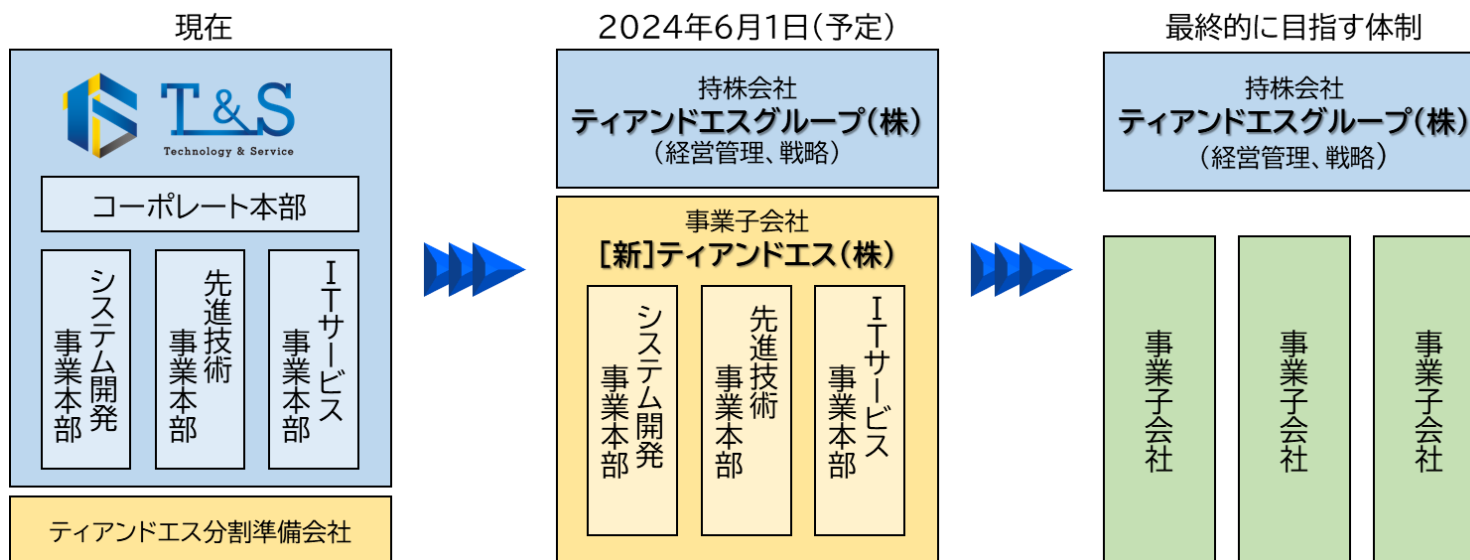 現在
T&S
Technology & Service
コーポレート本部
システム開発
事業本部
先進技術
事業本部
ITサービス
事業本部
ティアンドエス分割準備会社
2024年6月1日(予定)
持株会社
ティアンドエスグループ(株)
(経営管理、戦略)
事業子会社
[新]ティアンドエス(株)
システム開発
事業本部
先進技術
事業本部
ITサービス
事業本部
最終的に目指す体制
持株会社
ティアンドエスグループ(株)
(経営管理、戦略)
事業子会社
事業子会社
事業子会社